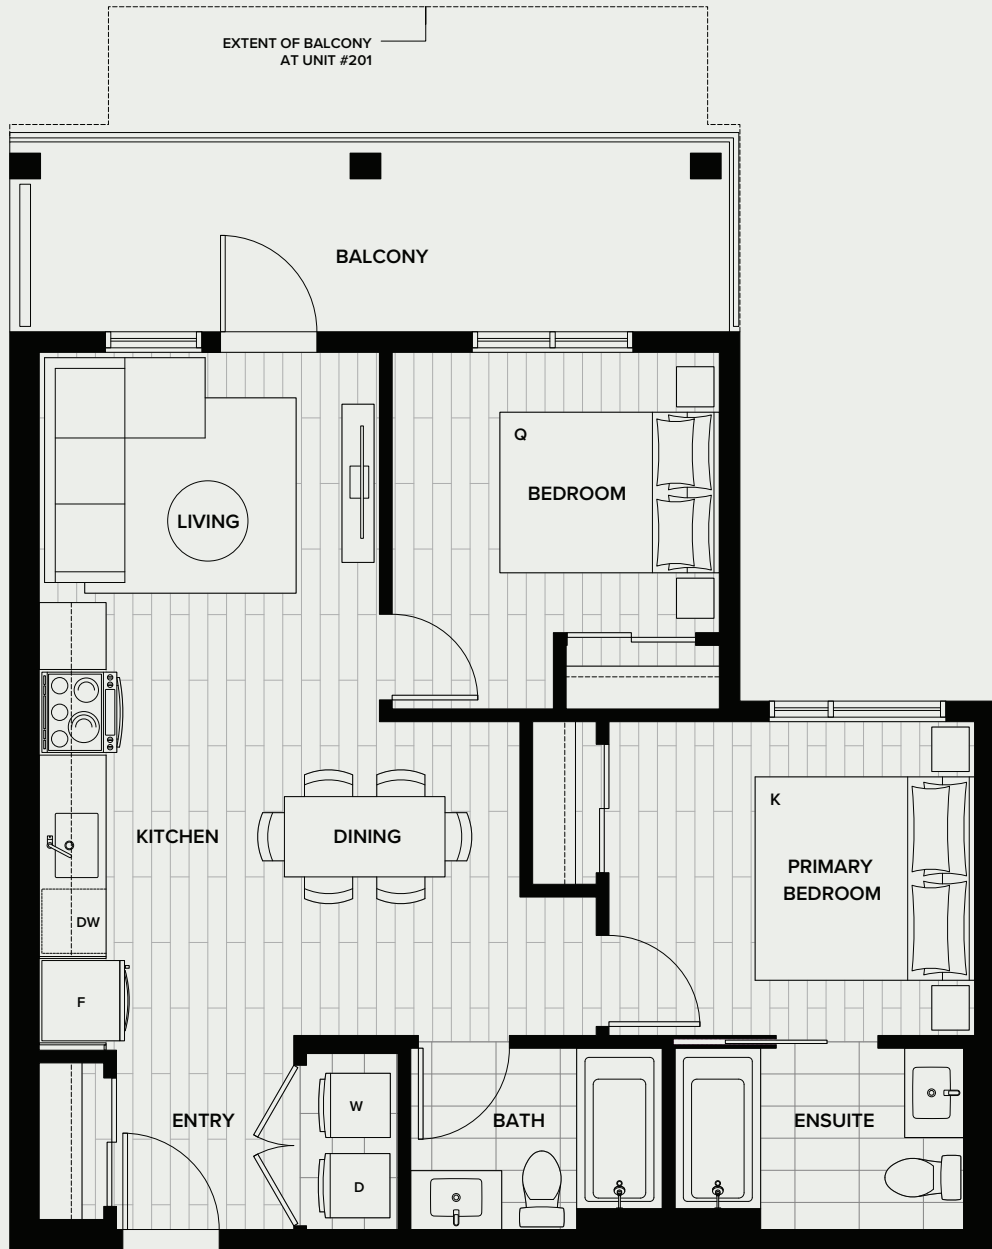 EXTENT OF BALCONY
AT UNIT #201
BALCONY
Q
BEDROOM
LIVING
KITCHEN
DINING
K
PRIMARY
BEDROOM
DW
F
ENTRY
W
D
BATH
ENSUITE